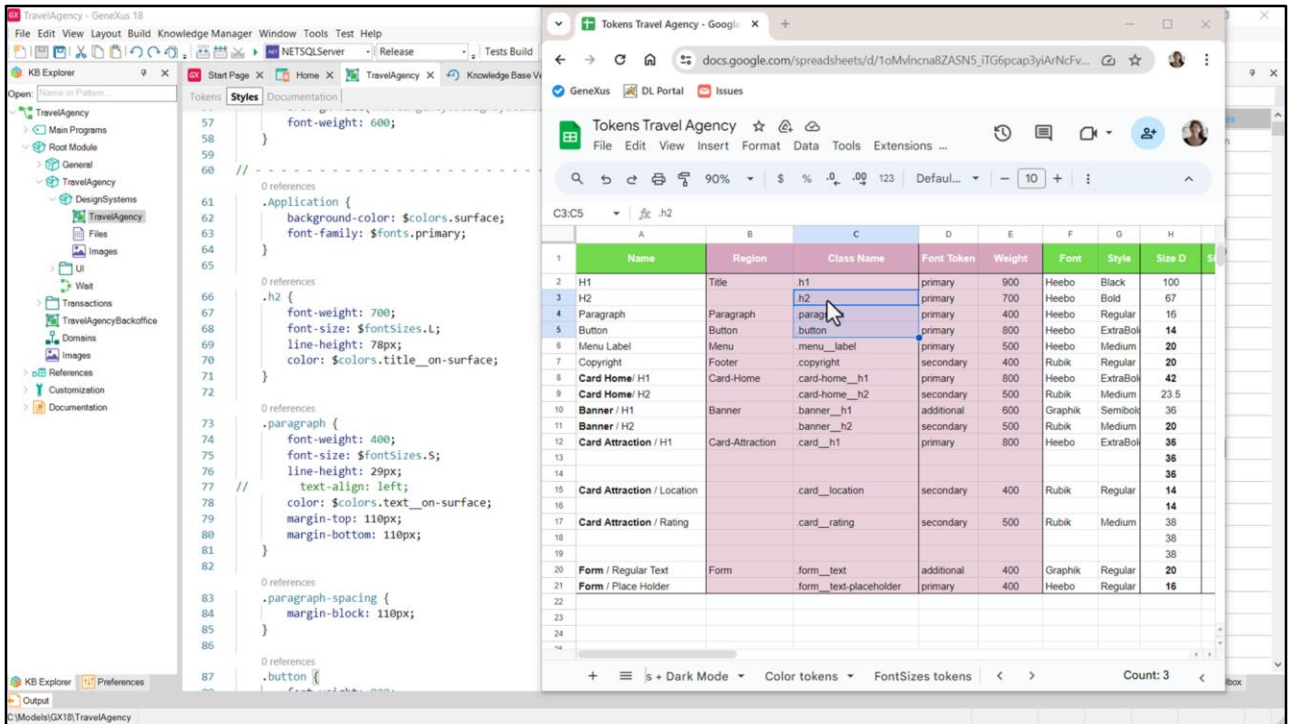 TravelAgency - GeneXus 18
File Edit View Layout Build Knowledge Manager Window Tools Test Help
NETSQLServer Release Tests Build
KB Explorer
Start Page Home TravelAgency Knowledge Base Ve
Open: Name or Pattern...
Tokens Styles Documentation
TravelAgency
Main Programs
Root Module
General
TravelAgency
DesignSystems
TravelAgency
Files
Images
UI
Wait
Transactions
TravelAgencyBackoffice
Domains
Images
References
Customization
Documentation
57 font-weight: 600;
58 }
59
60 // - - - - - - - - - - - - - - - - - - - - - - -
0 references
61 .Application {
62 background-color: $colors.surface;
63 font-family: $fonts.primary;
64 }
65
0 references
66 .h2 {
67 font-weight: 700;
68 font-size: $fontSizes.L;
69 line-height: 78px;
70 color: $colors.title__on-surface;
71 }
72
0 references
73 .paragraph {
74 font-weight: 400;
75 font-size: $fontSizes.S;
76 line-height: 29px;
77 // text-align: left;
78 color: $colors.text__on-surface;
79 margin-top: 110px;
80 margin-bottom: 110px;
81 }
82
0 references
83 .paragraph-spacing {
84 margin-block: 110px;
85 }
86
0 references
87 .button {
KB Explorer Preferences
Output
C:\Models\GX18\TravelAgency
Tokens Travel Agency - Google
docs.google.com/spreadsheets/d/1oMvlncna8ZASN5_iTG6pcap3yiArNcFv...
GeneXus DL Portal Issues
Tokens Travel Agency
File Edit View Insert Format Data Tools Extensions ...
90% $ % .0 .00 123 Defaul... - 10 +
C3:C5 fx .h2
A B C D E F G H
1 Name Region Class Name Font Token Weight Font Style Size D
2 H1 Title .h1 primary 900 Heebo Black 100
3 H2 .h2 primary 700 Heebo Bold 67
4 Paragraph Paragraph primary 400 Heebo Regular 16
5 Button Button .button primary 800 Heebo ExtraBol 14
6 Menu Label Menu .menu__label primary 500 Heebo Medium 20
7 Copyright Footer .copyright secondary 400 Rubik Regular 20
8 Card Home/ H1 Card-Home .card-home__h1 primary 800 Heebo ExtraBol 42
9 Card Home/ H2 .card-home__h2 secondary 500 Rubik Medium 23.5
10 Banner / H1 Banner .banner__h1 additional 600 Graphik Semibold 36
11 Banner / H2 .banner__h2 secondary 500 Rubik Medium 20
12 Card Attraction / H1 Card-Attraction .card__h1 primary 800 Heebo ExtraBol 36
13 36
14 36
15 Card Attraction / Location .card__location secondary 400 Rubik Regular 14
16 14
17 Card Attraction / Rating .card__rating secondary 500 Rubik Medium 38
18 38
19 38
20 Form / Regular Text Form .form__text additional 400 Graphik Regular 20
21 Form / Place Holder .form__text-placeholder primary 400 Heebo Regular 16
22
23
24
s + Dark Mode Color tokens FontSizes tokens Count: 3